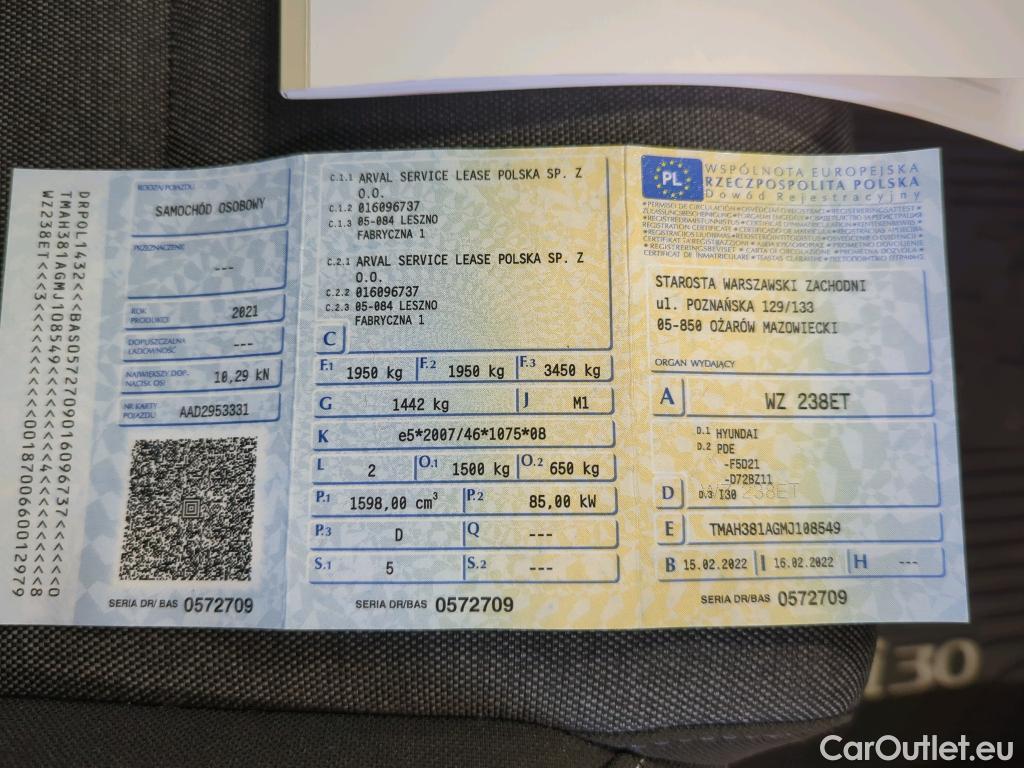 DRPOL1432<<BAS05727090160967 37<<<<<0
TMAH381AGMJ108549<<<<<<4<<<<<<<<<<<8
WZ238ET<<<3<<<<<<<<<<<<0018700660012979
RODZAJ POJAZDU
SAMOCHÓD OSOBOWY
PRZEZNACZENIE
---
ROK
PRODUKCJI
2021
DOPUSZCZALNA
ŁADOWNOŚĆ
---
NAJWIĘKSZY DOP.
NACISK OSI
10,29 kN
NR KARTY
POJAZDU
AAD2953331
SERIA DR/BAS 0572709
C.1.1 ARVAL SERVICE LEASE POLSKA SP. Z
O.O.
C.1.2 016096737
C.1.3 05-084 LESZNO
FABRYCZNA 1
C.2.1 ARVAL SERVICE LEASE POLSKA SP. Z
O.O.
C.2.2 016096737
C.2.3 05-084 LESZNO
FABRYCZNA 1
C
F.1 1950 kg F.2 1950 kg F.3 3450 kg
G 1442 kg J M1
K e5*2007/46*1075*08
L 2 O.1 1500 kg O.2 650 kg
P.1 1598,00 cm³ P.2 85,00 kW
P.3 D Q ---
S.1 5 S.2 ---
SERIA DR/BAS 0572709
PL
WSPÓLNOTA EUROPEJSKA
RZECZPOSPOLITA POLSKA
Dowód Rejestracyjny
STAROSTA WARSZAWSKI ZACHODNI
ul. POZNAŃSKA 129/133
05-850 OŻARÓW MAZOWIECKI
ORGAN WYDAJĄCY
A WZ 238ET
D.1 HYUNDAI
D.2 PDE
-F5D21
-D72BZ11
D D.3 I30
WZ 238ET
E TMAH381AGMJ108549
B 15.02.2022 I 16.02.2022 H ---
SERIA DR/BAS 0572709
CarOutlet.eu